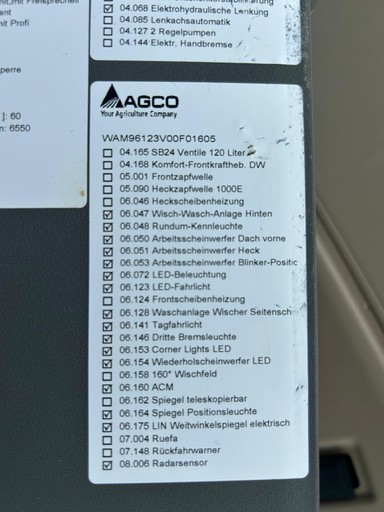 04.068 Elektrohydraulische Lenkung
04.085 Lenkachsautomatik
04.127 2 Regelpumpen
04.144 Elektr. Handbremse
mit Profi
perre
]: 60
n: 6550
AGCO
Your Agriculture Company
WAM96123V00F01605
04.165 SB24 Ventile 120 Liter
04.168 Komfort-Frontkraftheb. DW
05.001 Frontzapfwelle
05.090 Heckzapfwelle 1000E
06.046 Heckscheibenheizung
06.047 Wisch-Wasch-Anlage Hinten
06.048 Rundum-Kennleuchte
06.050 Arbeitsscheinwerfer Dach vorne
06.051 Arbeitsscheinwerfer Heck
06.053 Arbeitsscheinwerfer Blinker-Positic
06.072 LED-Beleuchtung
06.123 LED-Fahrlicht
06.124 Frontscheibenheizung
06.128 Waschanlage Wischer Seitensch
06.141 Tagfahrlicht
06.146 Dritte Bremsleuchte
06.153 Corner Lights LED
06.154 Wiederholscheinwerfer LED
06.158 160° Wischfeld
06.160 ACM
06.162 Spiegel teleskopierbar
06.164 Spiegel Positionsleuchte
06.175 LIN Weitwinkelspiegel elektrisch
07.004 Ruefa
07.148 Rückfahrwarner
08.006 Radarsensor